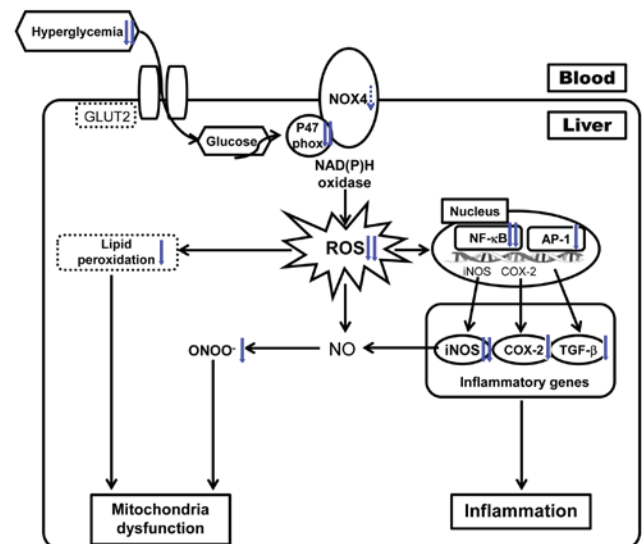 Hyperglycemia
Blood
NOX4
GLUT2
Liver
Glucose
P47
phox
NAD(P)H
oxidase
Nucleus
Lipid
peroxidation
ROS
NF-κB
AP-1
iNOS COX-2
ONOO-
NO
iNOS
COX-2
TGF-β
Inflammatory genes
Mitochondria
dysfunction
Inflammation